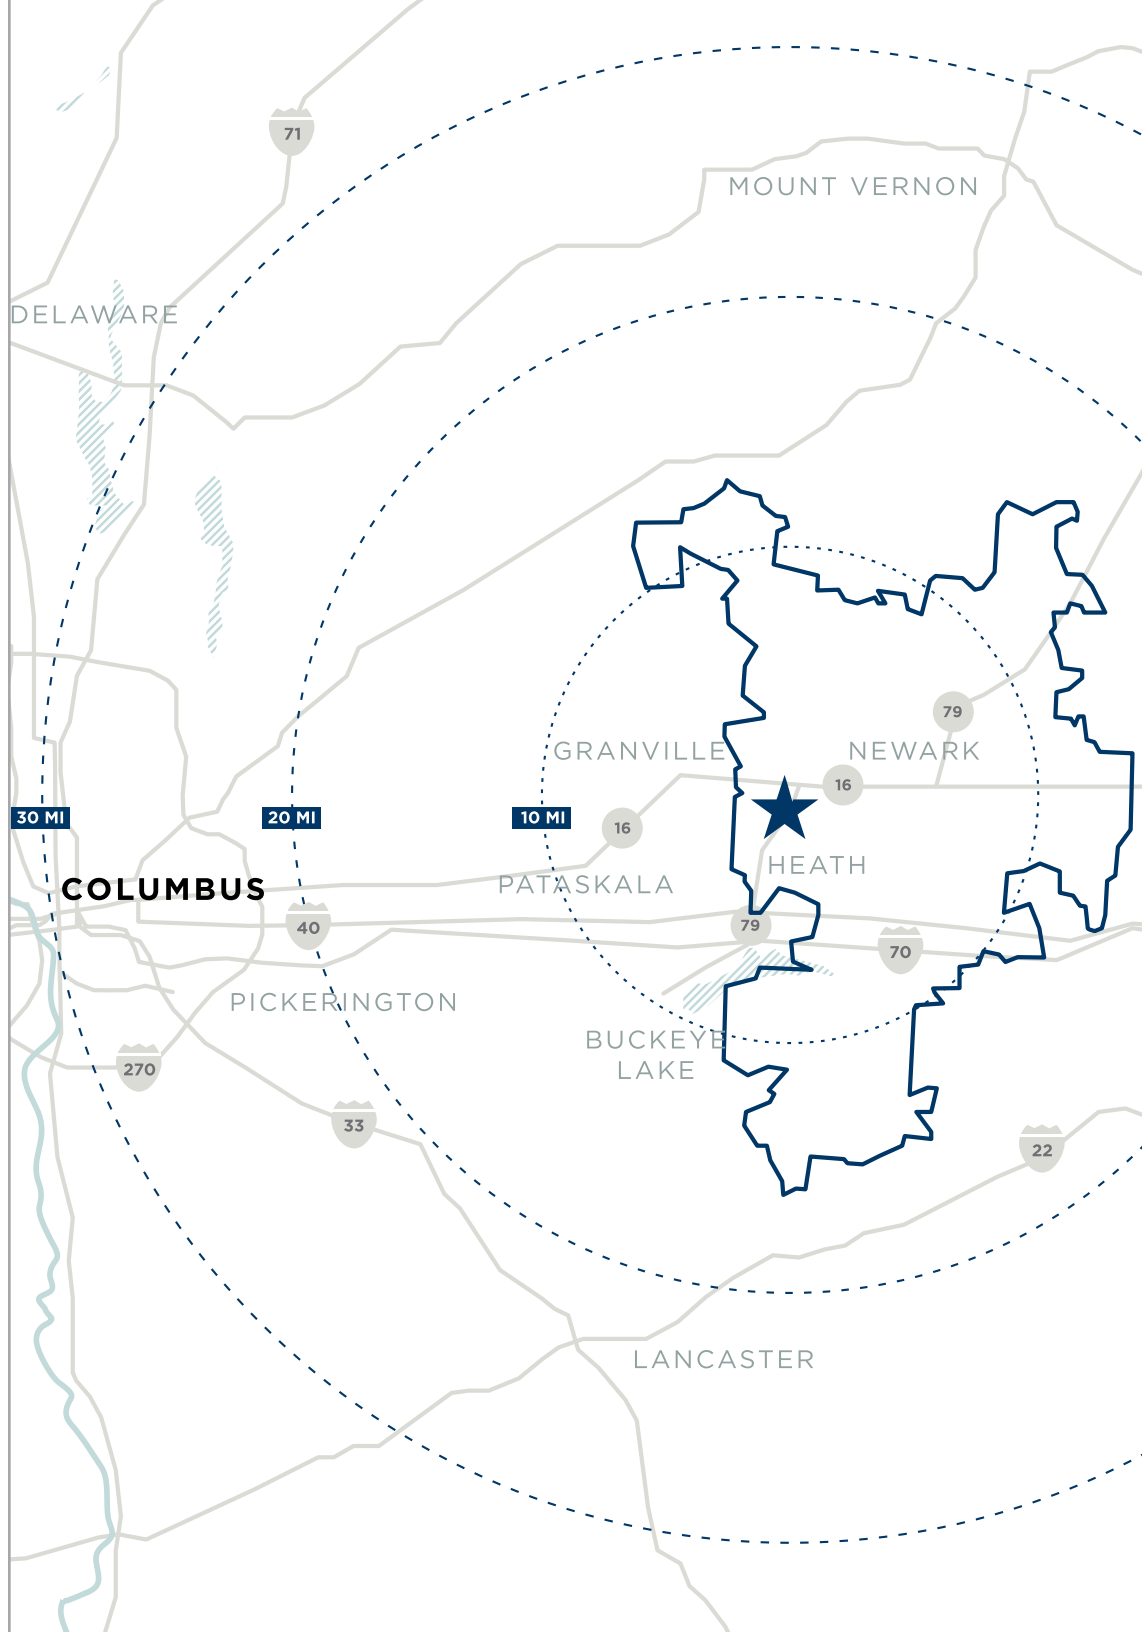 71
MOUNT VERNON
DELAWARE
79
GRANVILLE
NEWARK
16
30 MI
20 MI
10 MI
16
HEATH
PATASKALA
COLUMBUS
40
79
70
PICKERINGTON
BUCKEYE
LAKE
270
33
22
LANCASTER